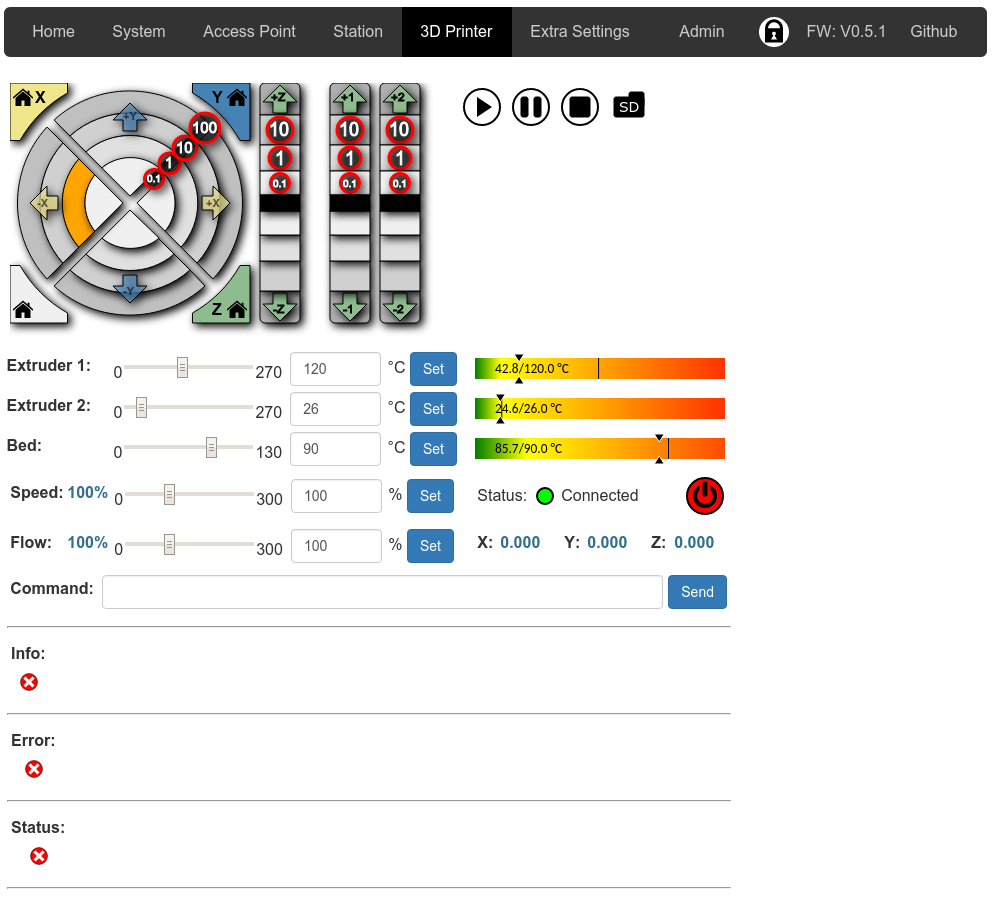 Home System Access Point Station 3D Printer Extra Settings Admin FW: V0.5.1 Github
X Y +Z +1 +2
+Y 100 10 10 10
10 1 1 1
1 0.1 0.1 0.1
0.1
-X +X
-Y
Z -Z -1 -2
SD
Extruder 1: 0 270 120 °C Set 42.8/120.0 °C
Extruder 2: 0 270 26 °C Set 24.6/26.0 °C
Bed: 0 130 90 °C Set 85.7/90.0 °C
Speed: 100% 0 300 100 % Set Status: Connected
Flow: 100% 0 300 100 % Set X: 0.000 Y: 0.000 Z: 0.000
Command: Send
Info:
Error:
Status: